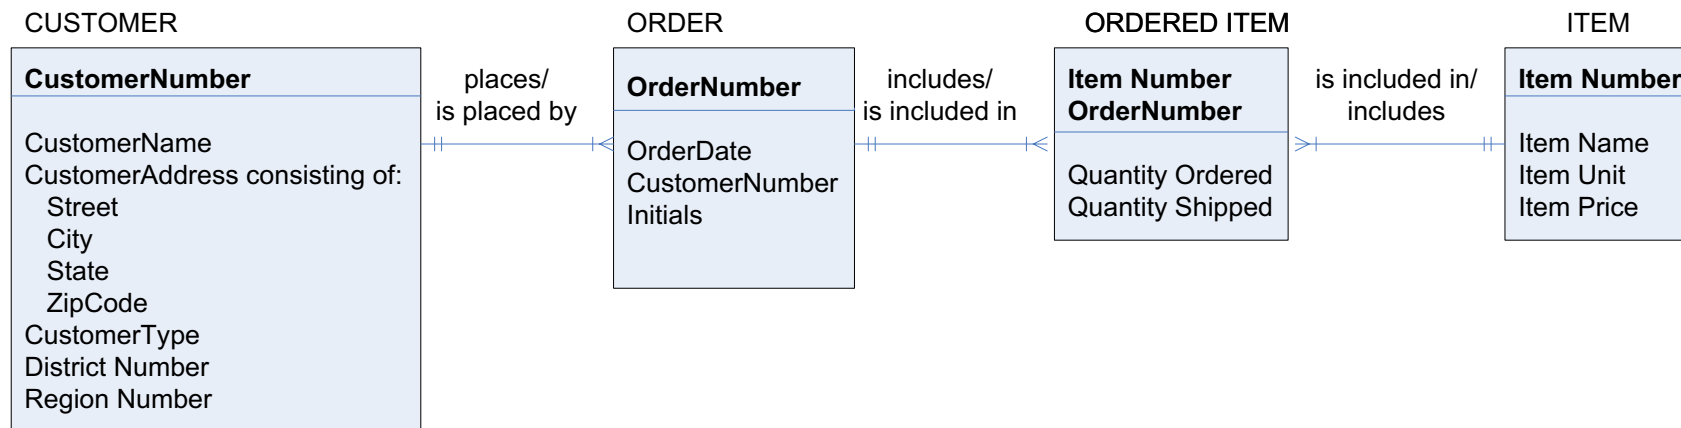 CUSTOMER
CustomerNumber
CustomerName
CustomerAddress consisting of:
Street
City
State
ZipCode
CustomerType
District Number
Region Number
places/
is placed by
ORDER
OrderNumber
OrderDate
CustomerNumber
Initials
includes/
is included in
ORDERED ITEM
Item Number
OrderNumber
Quantity Ordered
Quantity Shipped
is included in/
includes
ITEM
Item Number
Item Name
Item Unit
Item Price